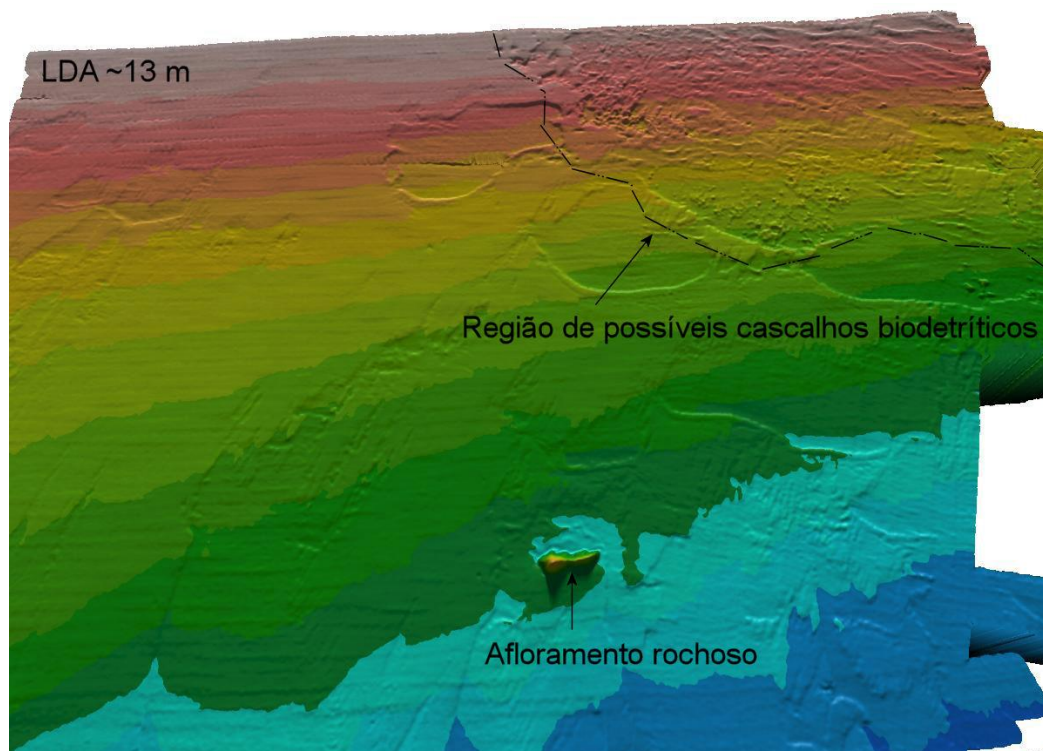 LDA ~13 m
Região de possíveis cascalhos biodetríticos
Afloramento rochoso